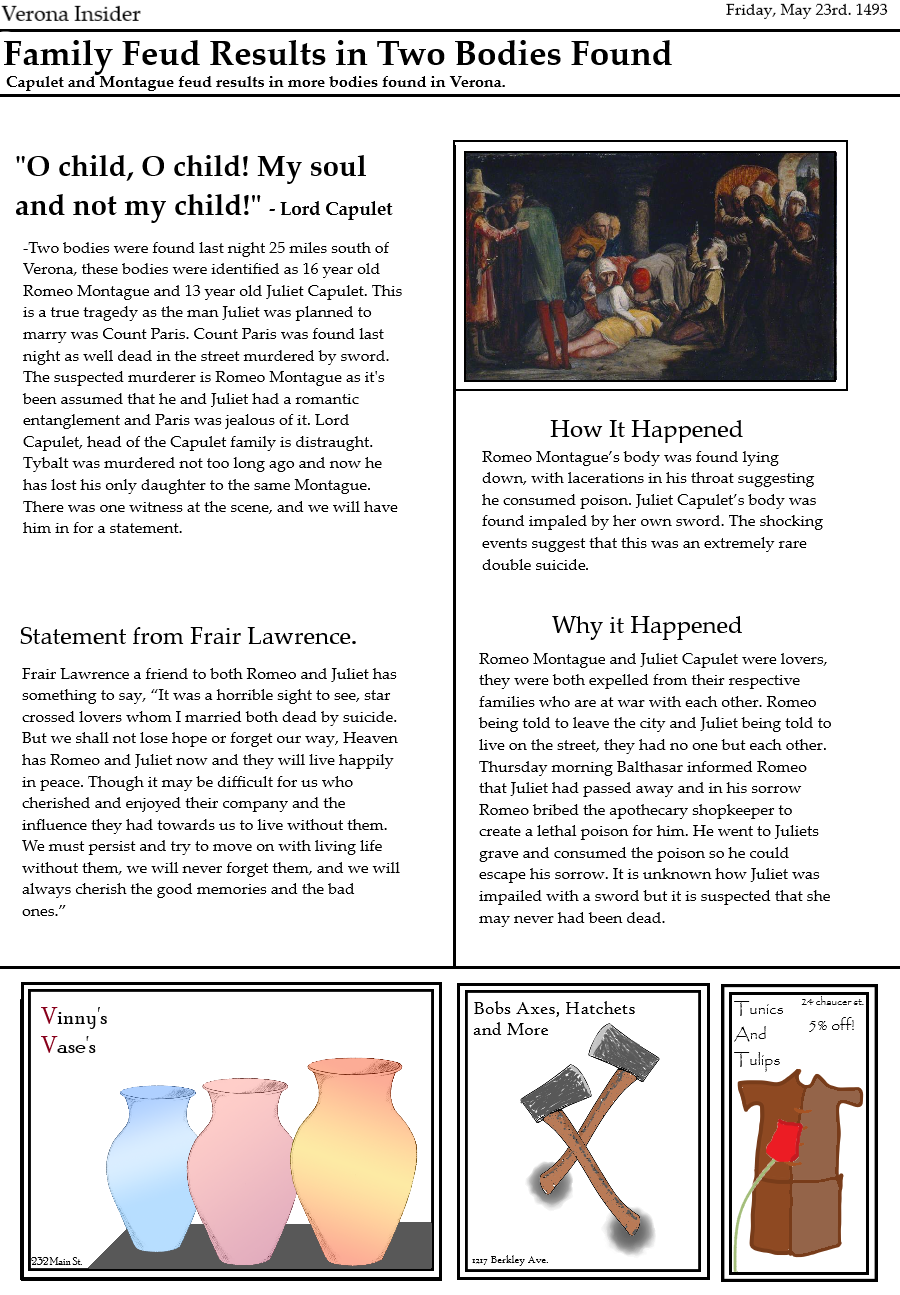 Verona Insider
Friday, May 23rd. 1493
Family Feud Results in Two Bodies Found
Capulet and Montague feud results in more bodies found in Verona.
"O child, O child! My soul
and not my child!" - Lord Capulet
-Two bodies were found last night 25 miles south of
Verona, these bodies were identified as 16 year old
Romeo Montague and 13 year old Juliet Capulet. This
is a true tragedy as the man Juliet was planned to
marry was Count Paris. Count Paris was found last
night as well dead in the street murdered by sword.
The suspected murderer is Romeo Montague as it's
been assumed that he and Juliet had a romantic
entanglement and Paris was jealous of it. Lord
Capulet, head of the Capulet family is distraught.
Tybalt was murdered not too long ago and now he
has lost his only daughter to the same Montague.
There was one witness at the scene, and we will have
him in for a statement.
Statement from Frair Lawrence.
Frair Lawrence a friend to both Romeo and Juliet has
something to say, “It was a horrible sight to see, star
crossed lovers whom I married both dead by suicide.
But we shall not lose hope or forget our way, Heaven
has Romeo and Juliet now and they will live happily
in peace. Though it may be difficult for us who
cherished and enjoyed their company and the
influence they had towards us to live without them.
We must persist and try to move on with living life
without them, we will never forget them, and we will
always cherish the good memories and the bad
ones.”
How It Happened
Romeo Montague’s body was found lying
down, with lacerations in his throat suggesting
he consumed poison. Juliet Capulet’s body was
found impaled by her own sword. The shocking
events suggest that this was an extremely rare
double suicide.
Why it Happened
Romeo Montague and Juliet Capulet were lovers,
they were both expelled from their respective
families who are at war with each other. Romeo
being told to leave the city and Juliet being told to
live on the street, they had no one but each other.
Thursday morning Balthasar informed Romeo
that Juliet had passed away and in his sorrow
Romeo bribed the apothecary shopkeeper to
create a lethal poison for him. He went to Juliets
grave and consumed the poison so he could
escape his sorrow. It is unknown how Juliet was
impailed with a sword but it is suspected that she
may never had been dead.
Vinny's
Vase's
232 Main St.
Bobs Axes, Hatchets
and More
1217 Berkley Ave.
Tunics
And
Tulips
24 chaucer st.
5% off!